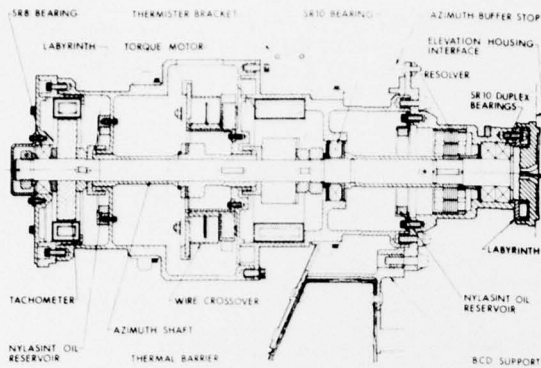 SR8 BEARING
THERMISTER BRACKET
SR10 BEARING
AZIMUTH BUFFER STOP
LABYRINTH
TORQUE MOTOR
ELEVATION HOUSING
INTERFACE
RESOLVER
SR10 DUPLEX
BEARINGS
LABYRINTH
TACHOMETER
WIRE CROSSOVER
NYLASINT OIL
RESERVOIR
AZIMUTH SHAFT
NYLASINT OIL
RESERVOIR
THERMAL BARRIER
BCD SUPPORT